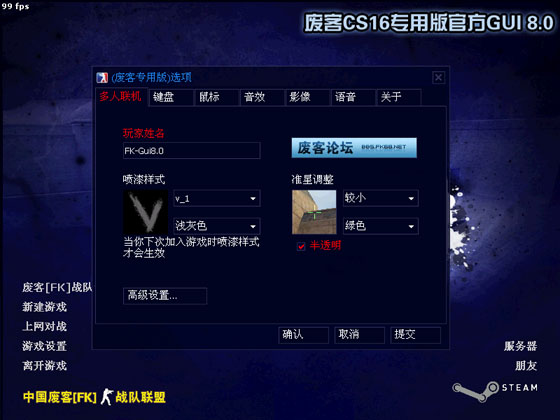 99 fps
废客CS16专用版官方GUI 8.0
(废客专用版)选项
多人联机 键盘 鼠标 音效 影像 语音 关于
玩家姓名
FK-Gui8.0
废客论坛 BBS.FK68.NET
喷漆样式 准星调整
v_1 较小
浅灰色 绿色
当你下次加入游戏时喷漆样式
才会生效
半透明
高级设置...
确认 取消 提交
废客[FK]战队
新建游戏
上网对战
游戏设置
离开游戏
服务器
朋友
中国废客[FK] 战队联盟
STEAM